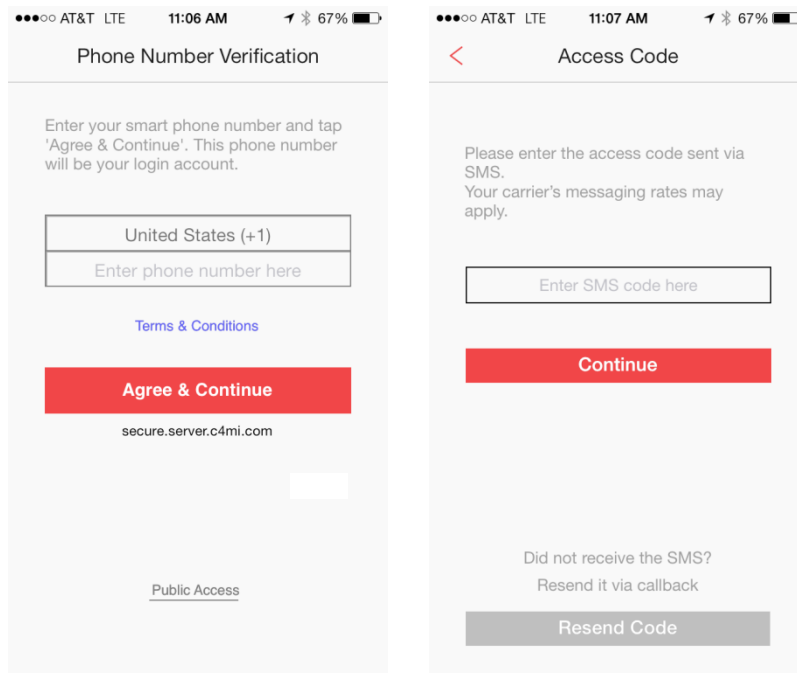 AT&T LTE 11:06 AM 67%
Phone Number Verification
Enter your smart phone number and tap
'Agree & Continue'. This phone number
will be your login account.
United States (+1)
Enter phone number here
Terms & Conditions
Agree & Continue
secure.server.c4mi.com
Public Access
AT&T LTE 11:07 AM 67%
Access Code
Please enter the access code sent via
SMS.
Your carrier's messaging rates may
apply.
Enter SMS code here
Continue
Did not receive the SMS?
Resend it via callback
Resend Code